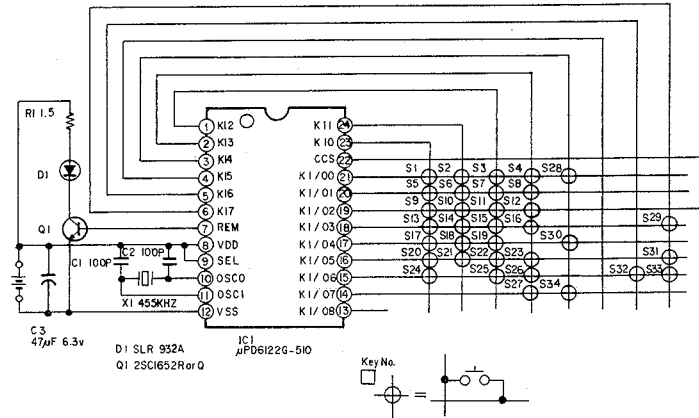 R1 1.5
D1
Q1
C1 100P
C2 100P
X1 455KHZ
C3
47μF 6.3v
D1 SLR 932A
Q1 2SC1652RorQ
1 KI2
2 KI3
3 KI4
4 KI5
5 KI6
6 KI7
7 REM
8 VDD
9 SEL
10 OSCO
11 OSCI
12 VSS
KI1 24
KI0 23
CCS 22
KI/O0 21
KI/O1 20
KI/O2 19
KI/O3 18
KI/O4 17
KI/O5 16
KI/O6 15
KI/O7 14
KI/O8 13
IC1
μPD6122G-510
S1 S2 S3 S4 S28
S5 S6 S7 S8
S9 S10 S11 S12
S13 S14 S15 S16 S29
S17 S18 S19 S30
S20 S21 S22 S23 S31
S24 S25 S26 S32 S33
S27 S34
Key No.
=